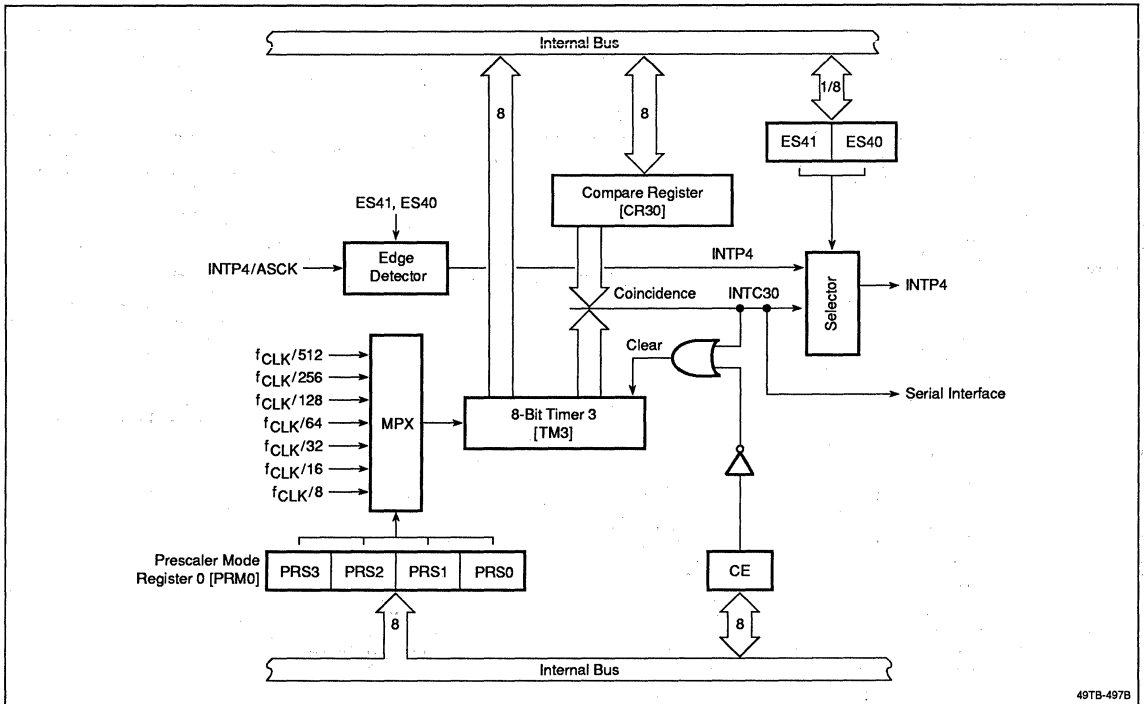 Internal Bus
8
8
1/8
ES41 ES40
Compare Register
[CR30]
ES41, ES40
INTP4/ASCK
Edge
Detector
INTP4
Selector
INTP4
Coincidence
INTC30
Clear
Serial Interface
fCLK/512
fCLK/256
fCLK/128
fCLK/64
fCLK/32
fCLK/16
fCLK/8
MPX
8-Bit Timer 3
[TM3]
Prescaler Mode
Register 0 [PRM0]
PRS3 PRS2 PRS1 PRS0
CE
8
8
Internal Bus
49TB-497B